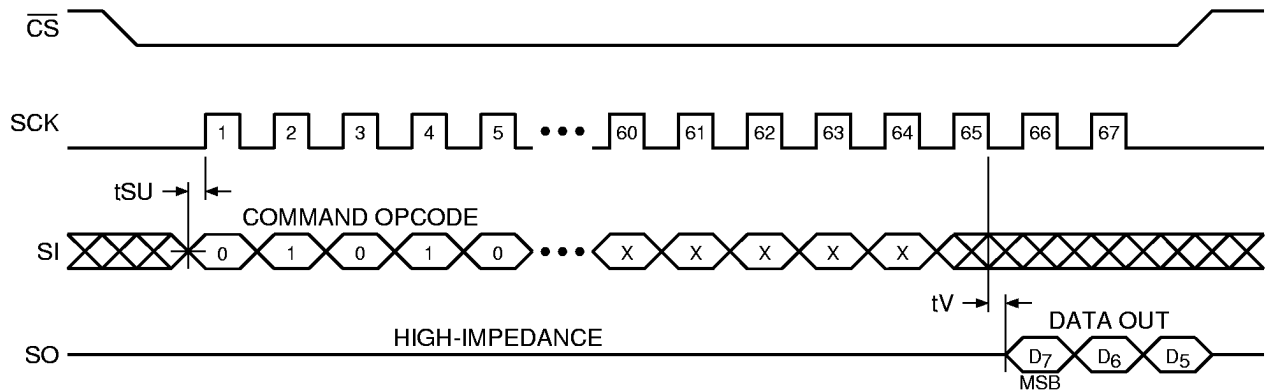 CS
SCK 1 2 3 4 5 ••• 60 61 62 63 64 65 66 67
tSU
COMMAND OPCODE
SI 0 1 0 1 0 ••• X X X X X
tV
HIGH-IMPEDANCE DATA OUT
SO D7 D6 D5
MSB